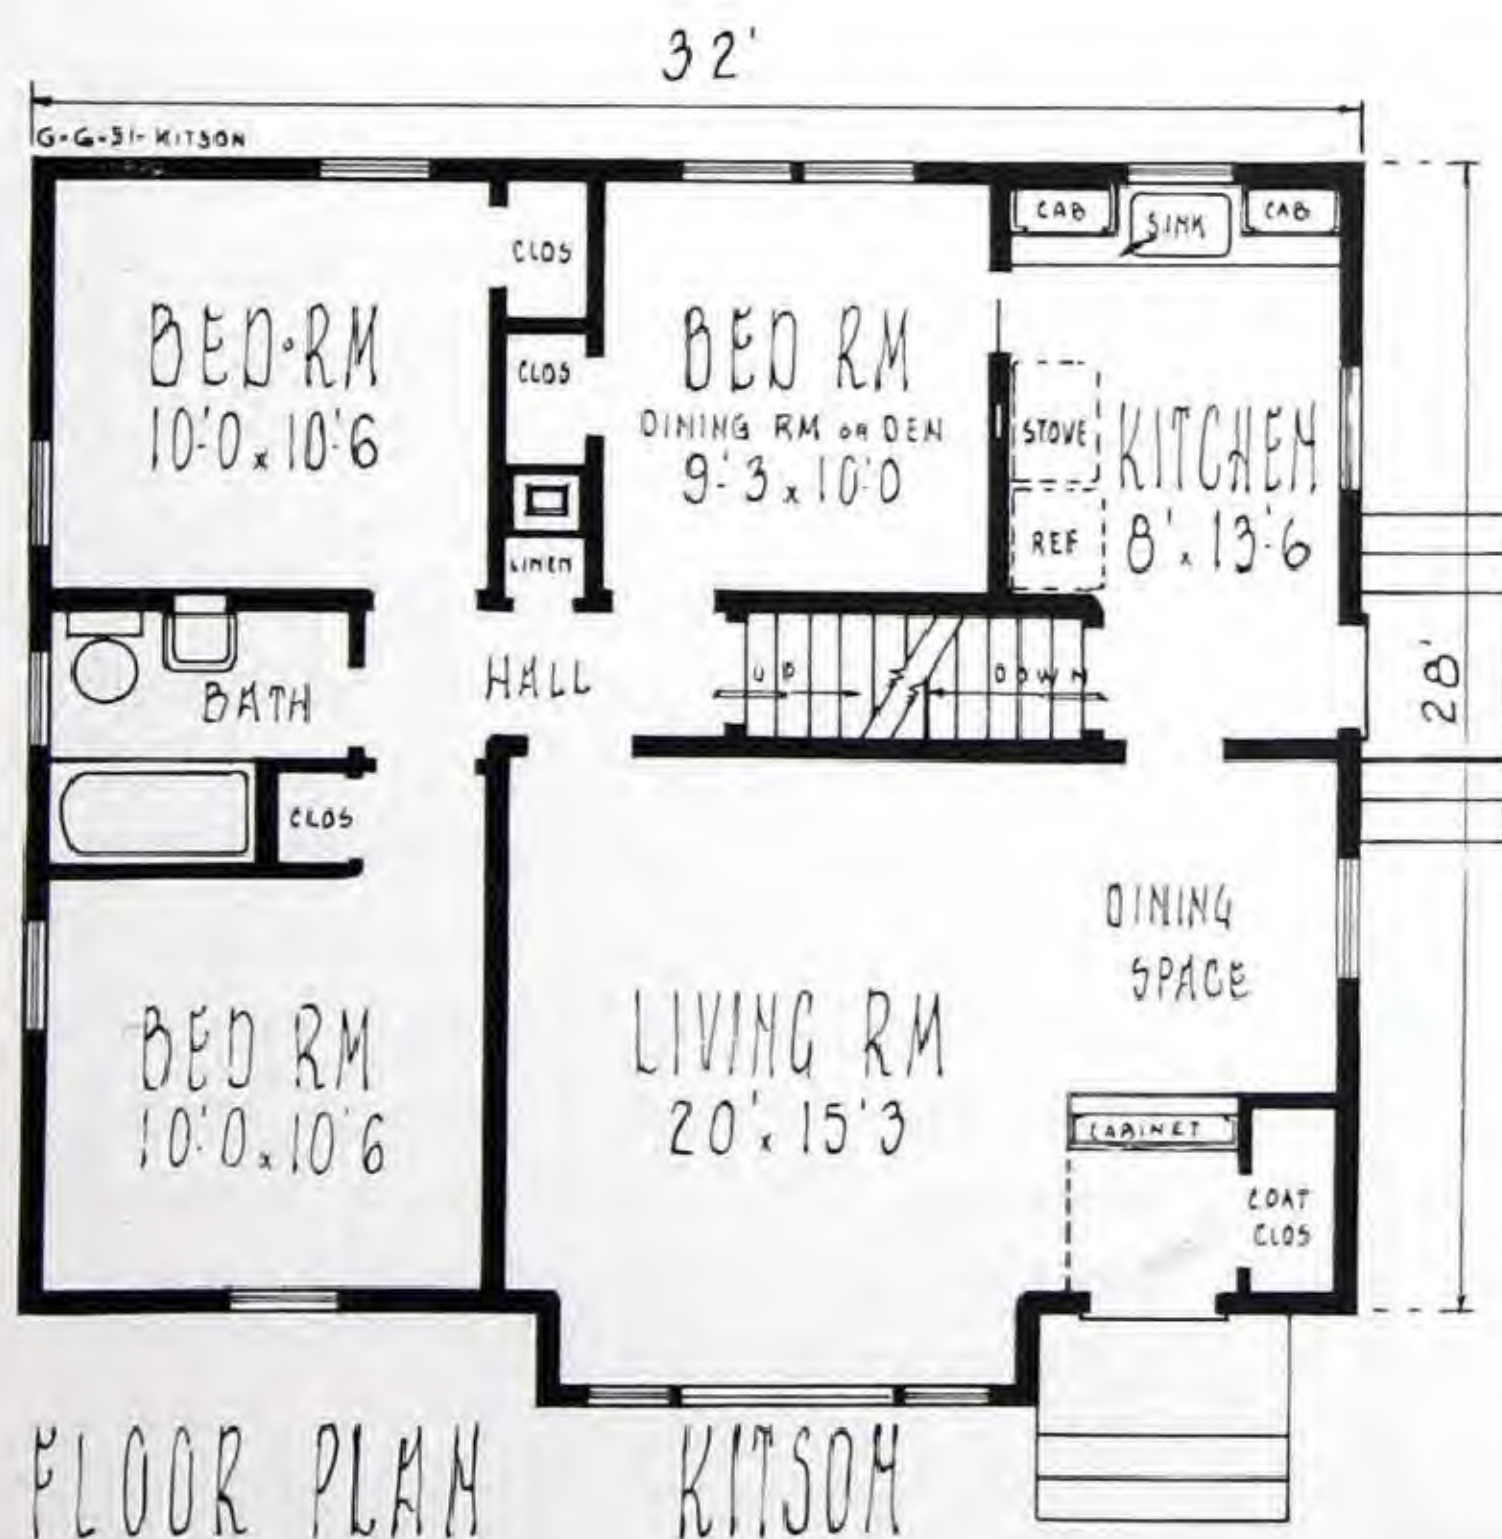 32'
G-G-51-KITSON
CLOS
CAB
SINK
CAB
BED·RM
10'·0 x 10'·6
CLOS
BED RM
DINING RM OR DEN
9'·3 x 10'·0
STOVE
KITCHEN
8' x 13'·6
REF
LINEN
BATH
HALL
UP
DOWN
28'
CLOS
DINING
SPACE
BED RM
10'·0 x 10'6
LIVING RM
20' x 15'3
CABINET
COAT
CLOS
FLOOR PLAN
KITSON